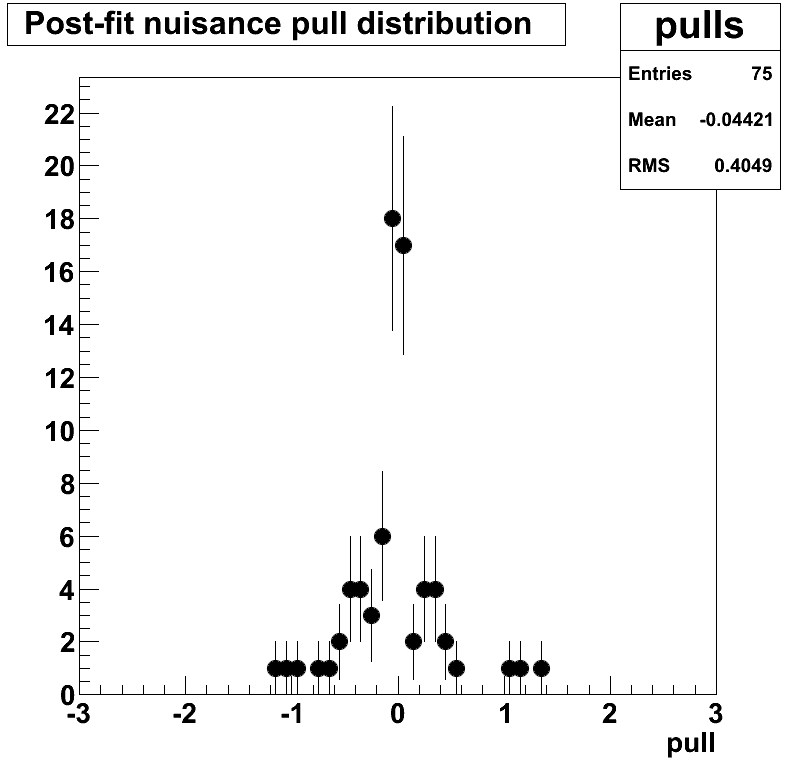 Post-fit nuisance pull distribution
pulls
Entries 75
Mean -0.04421
RMS 0.4049
22
20
18
16
14
12
10
8
6
4
2
0
-3 -2 -1 0 1 2 3
pull